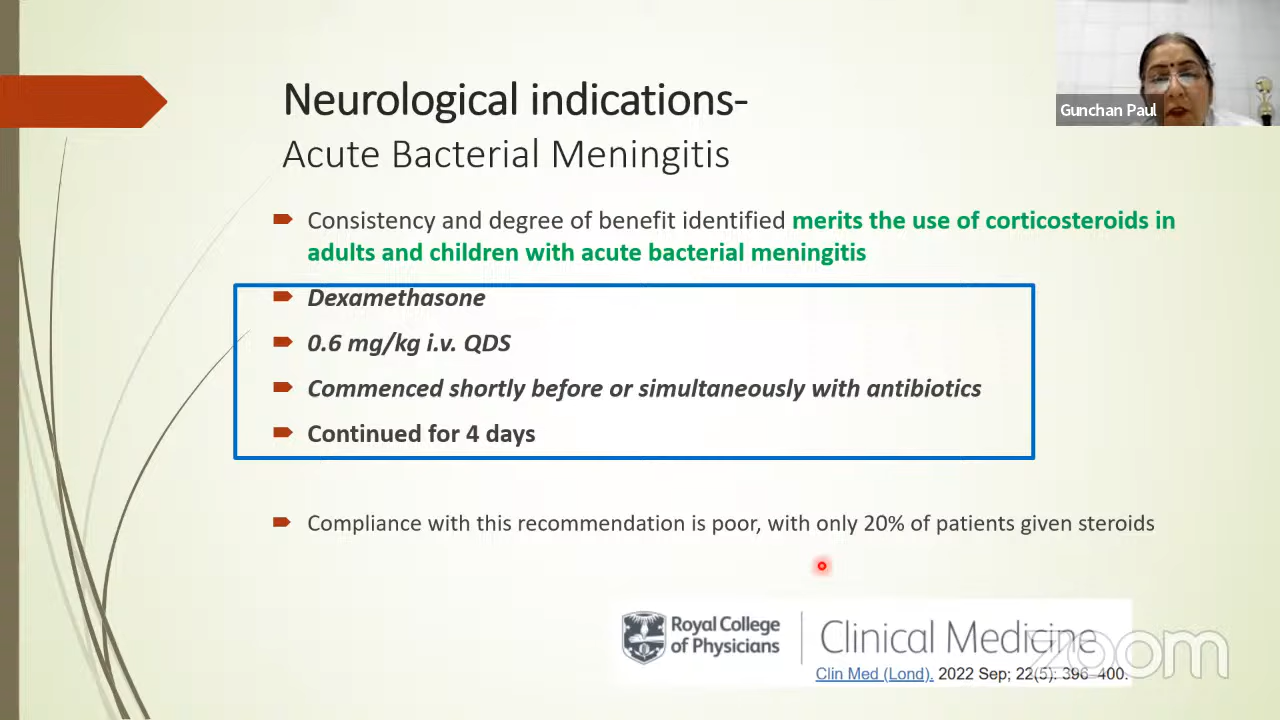 Neurological indications-
Acute Bacterial Meningitis
Gunchan Paul
Consistency and degree of benefit identified merits the use of corticosteroids in
adults and children with acute bacterial meningitis
Dexamethasone
0.6 mg/kg i.v. QDS
Commenced shortly before or simultaneously with antibiotics
Continued for 4 days
Compliance with this recommendation is poor, with only 20% of patients given steroids
Royal College
of Physicians
Clinical Medicine
zoom
Clin Med (Lond). 2022 Sep; 22(5): 396–400.